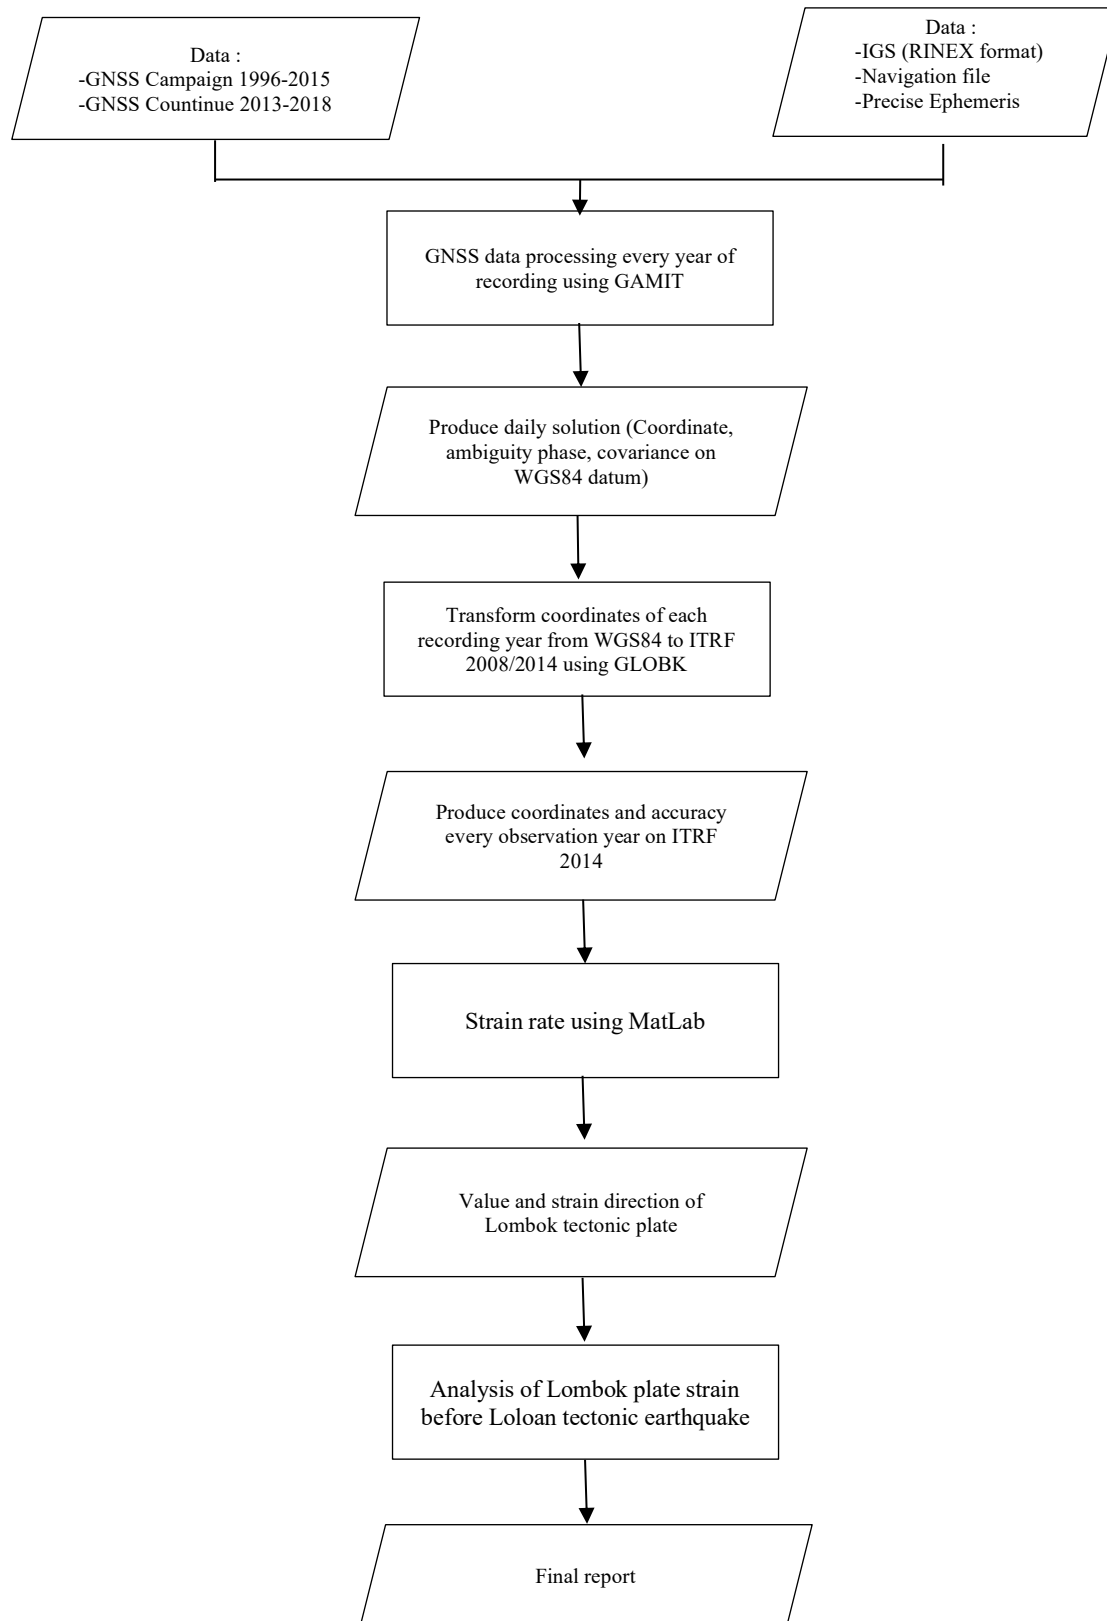 Data :
-GNSS Campaign 1996-2015
-GNSS Countinue 2013-2018
Data :
-IGS (RINEX format)
-Navigation file
-Precise Ephemeris
GNSS data processing every year of
recording using GAMIT
Produce daily solution (Coordinate,
ambiguity phase, covariance on
WGS84 datum)
Transform coordinates of each
recording year from WGS84 to ITRF
2008/2014 using GLOBK
Produce coordinates and accuracy
every observation year on ITRF
2014
Strain rate using MatLab
Value and strain direction of
Lombok tectonic plate
Analysis of Lombok plate strain
before Loloan tectonic earthquake
Final report